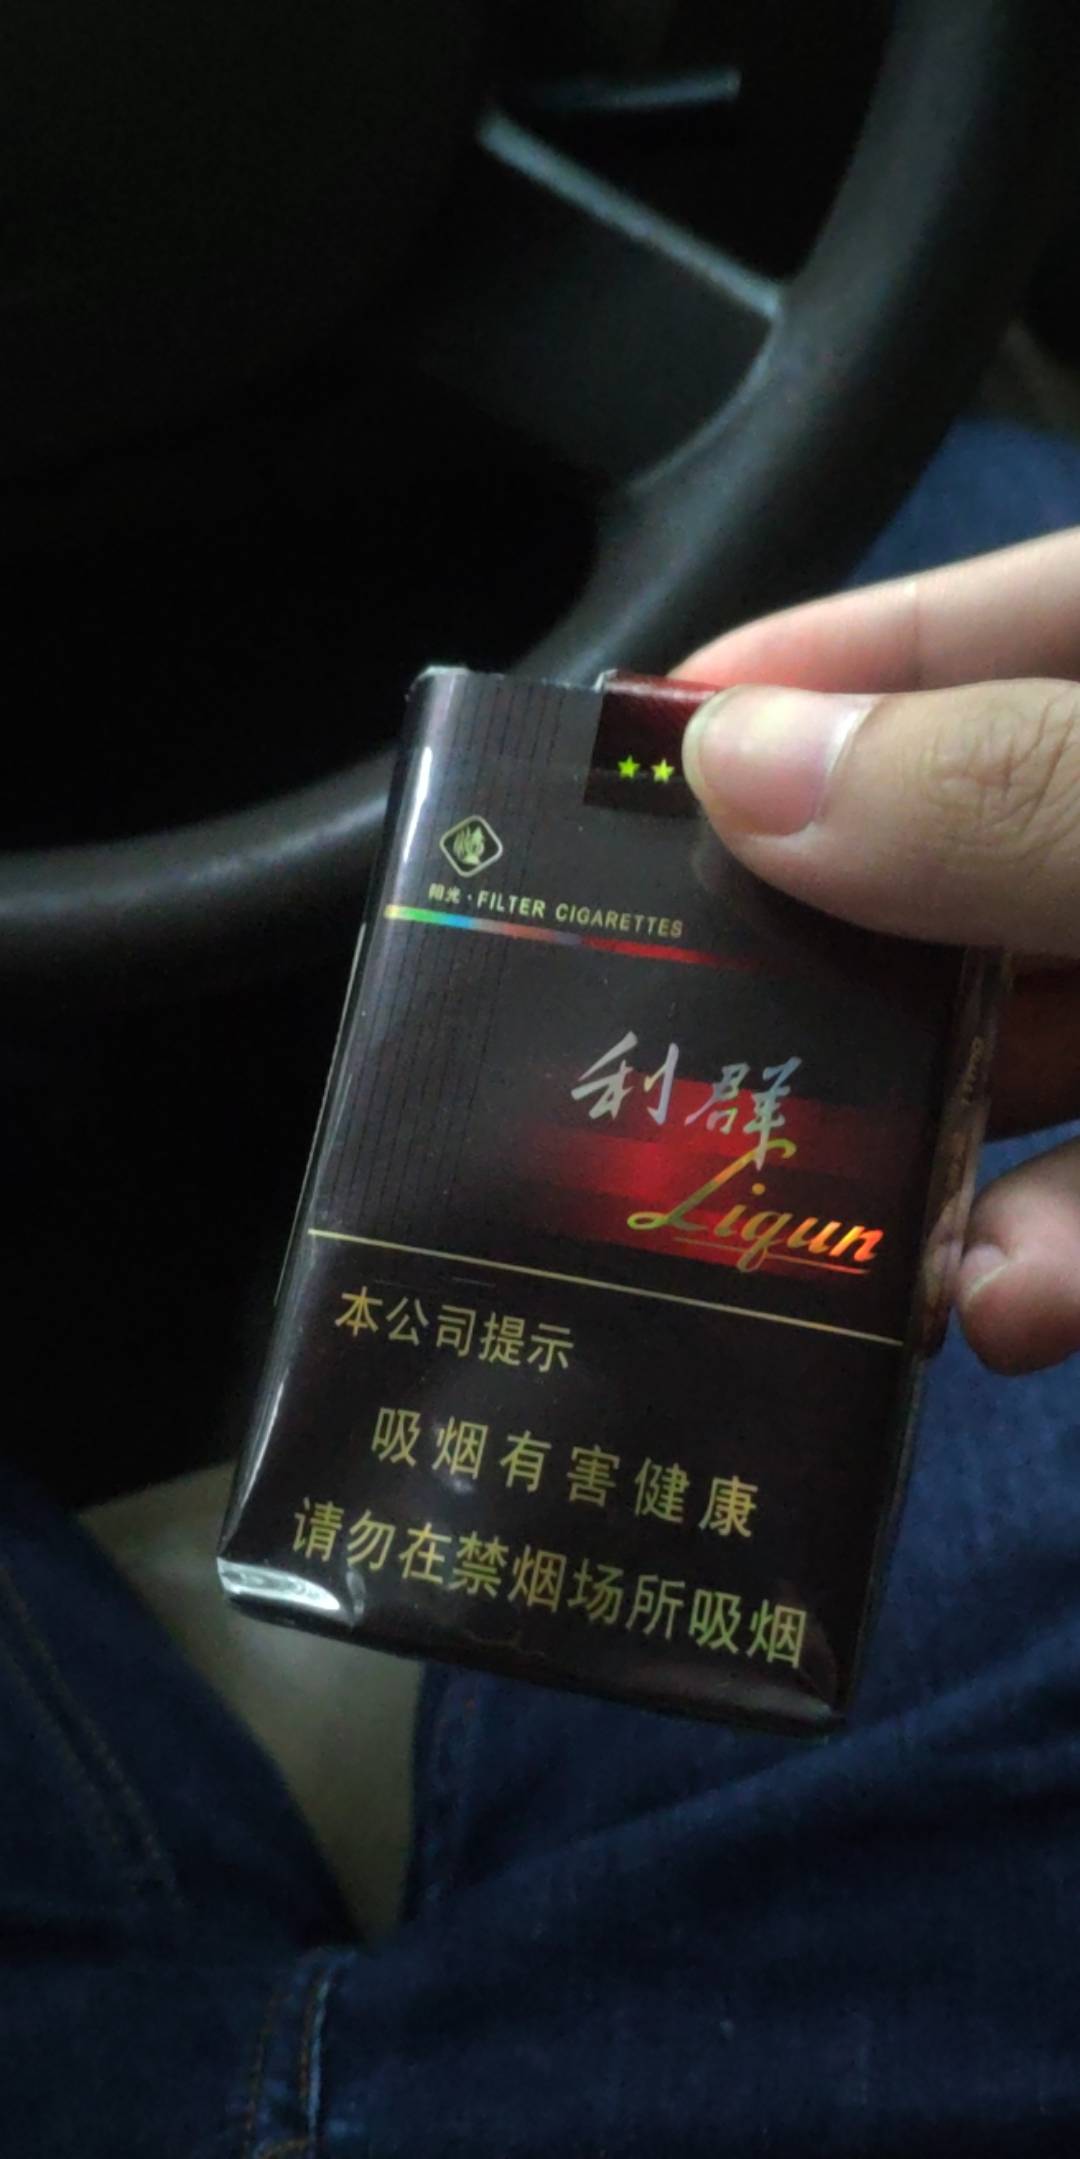 阳光·FILTER CIGARETTES
利群
Liqun
本公司提示
吸烟有害健康
请勿在禁烟场所吸烟